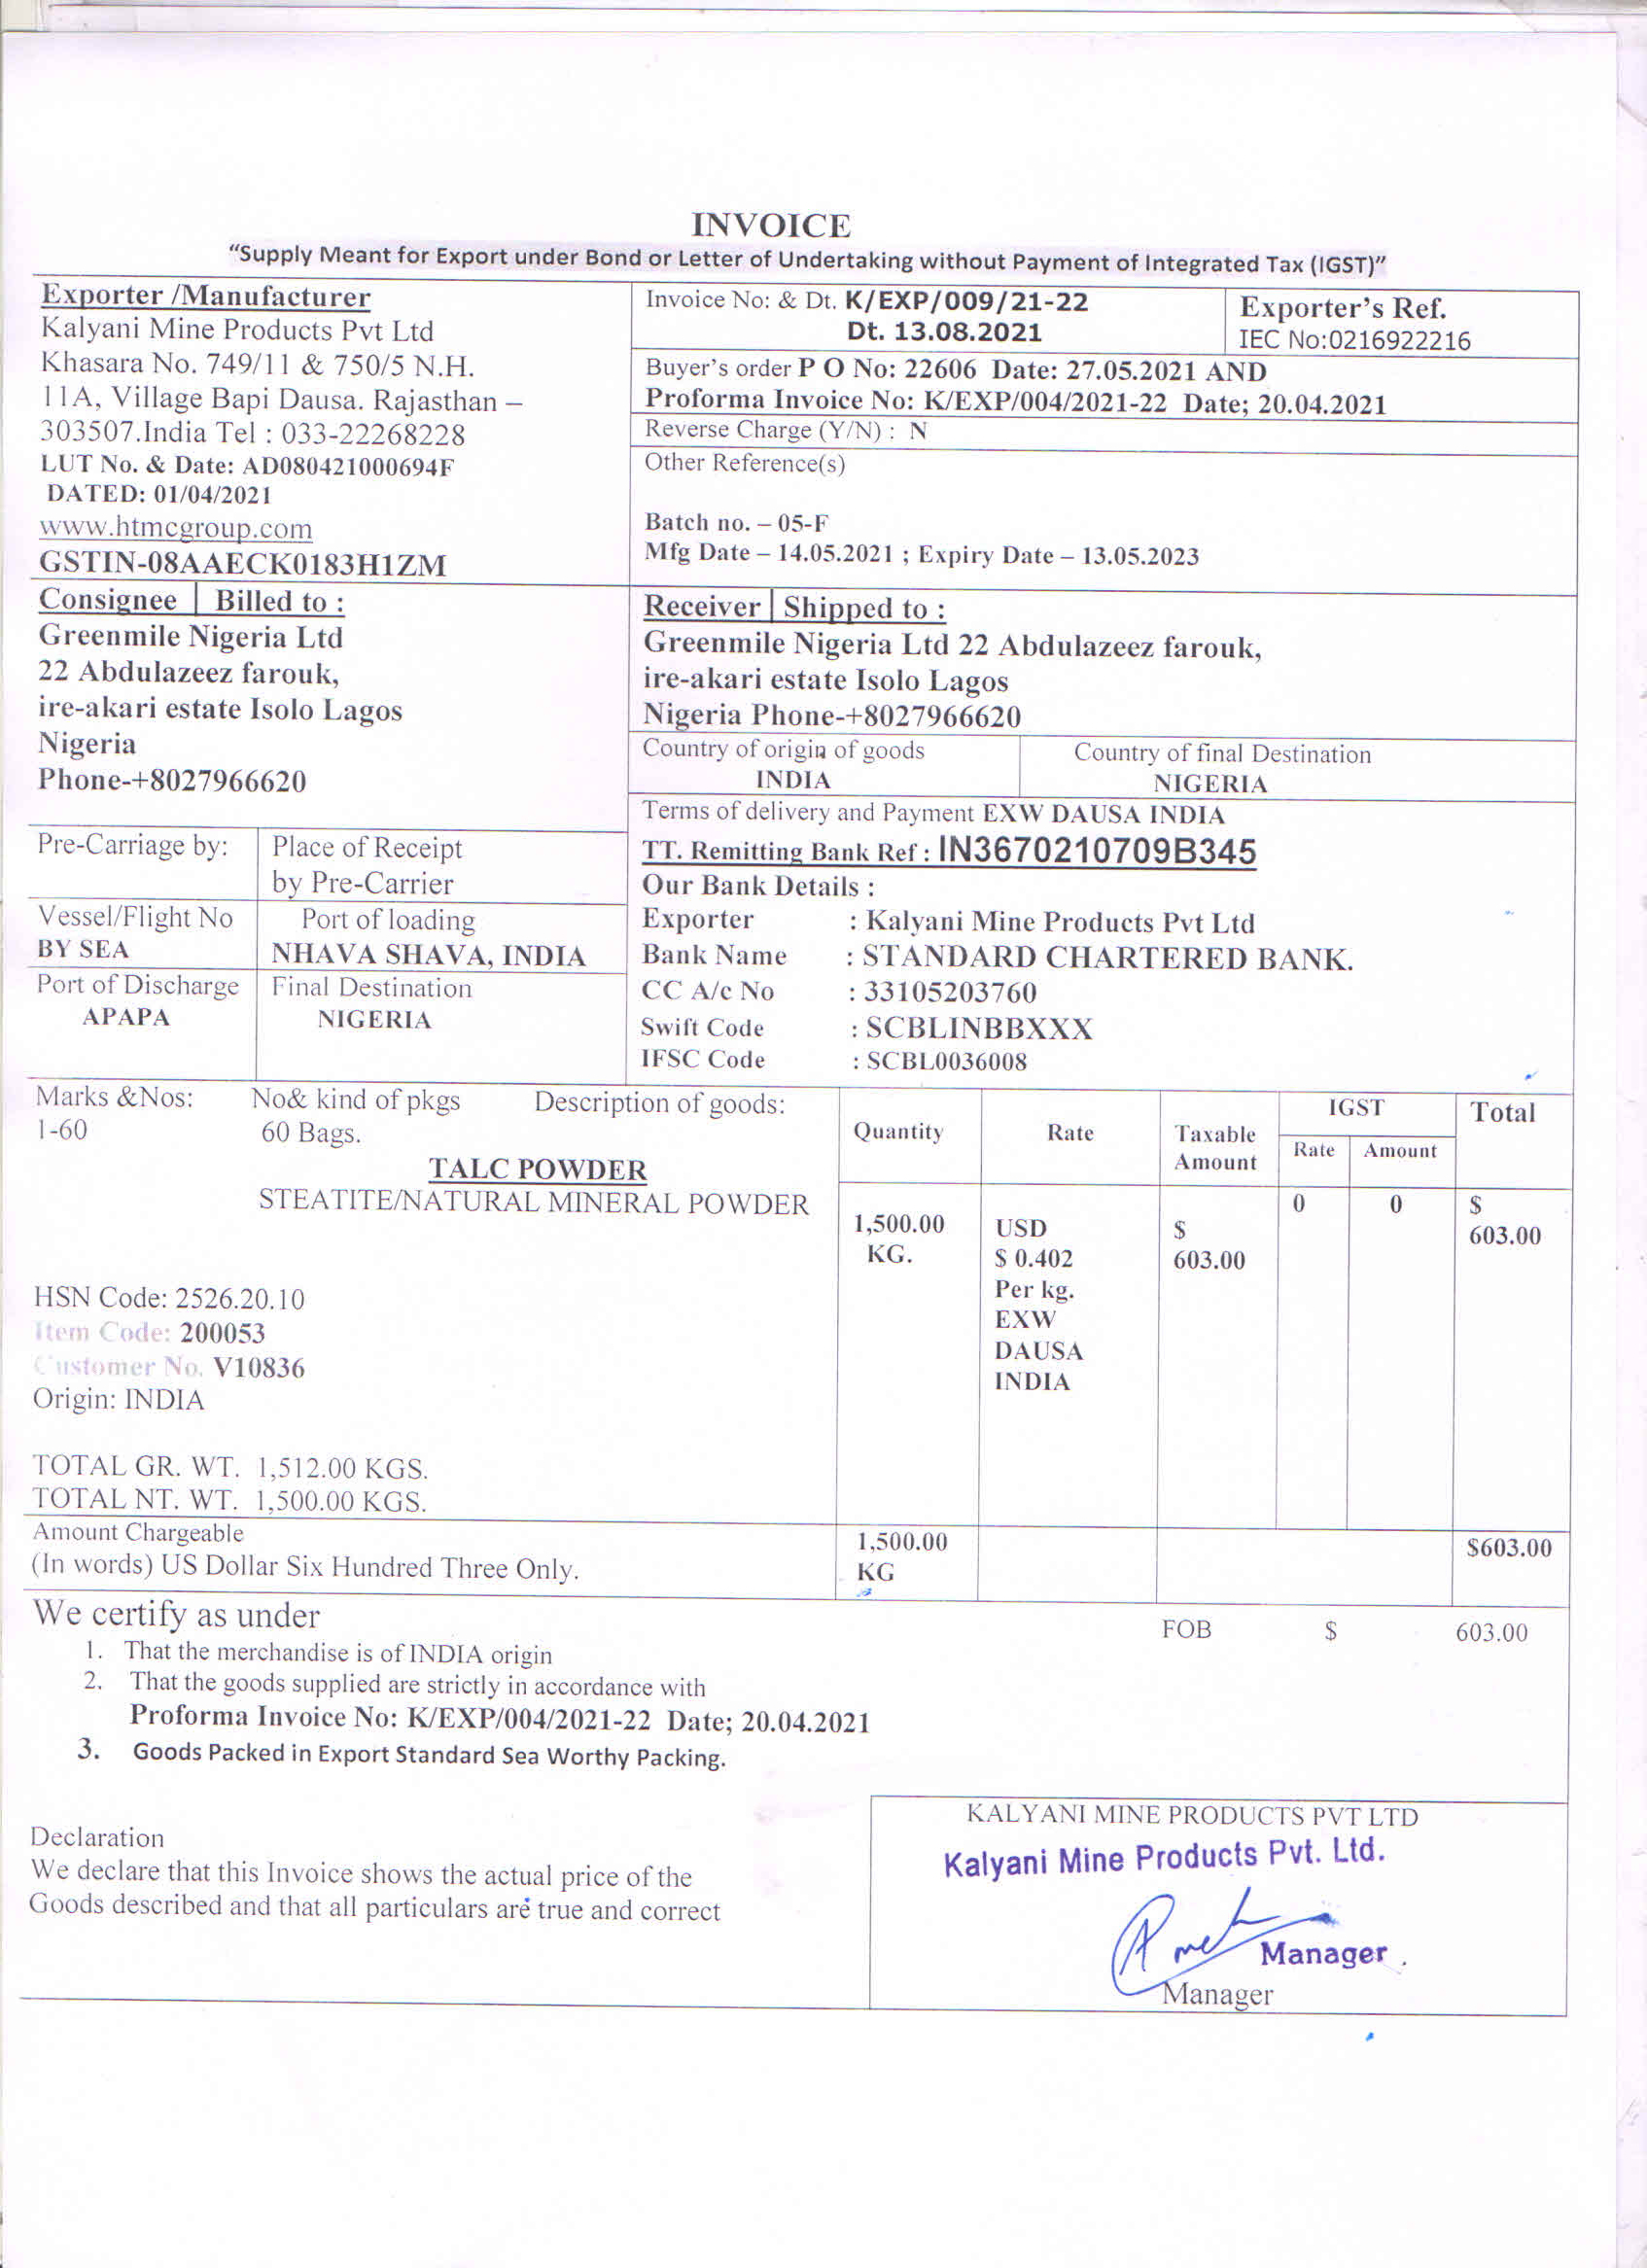 INVOICE
“Supply Meant for Export under Bond or Letter of Undertaking without Payment of Integrated Tax (IGST)”
Exporter /Manufacturer
Kalyani Mine Products Pvt Ltd
Khasara No. 749/11 & 750/5 N.H.
11A, Village Bapi Dausa. Rajasthan –
303507.India Tel : 033-22268228
LUT No. & Date: AD080421000694F
DATED: 01/04/2021
www.htmcgroup.com
GSTIN-08AAECK0183H1ZM
Invoice No: & Dt. K/EXP/009/21-22
Dt. 13.08.2021
Exporter’s Ref.
IEC No:0216922216
Buyer’s order P O No: 22606 Date: 27.05.2021 AND
Proforma Invoice No: K/EXP/004/2021-22 Date; 20.04.2021
Reverse Charge (Y/N) : N
Other Reference(s)
Batch no. – 05-F
Mfg Date – 14.05.2021 ; Expiry Date – 13.05.2023
Consignee | Billed to :
Greenmile Nigeria Ltd
22 Abdulazeez farouk,
ire-akari estate Isolo Lagos
Nigeria
Phone-+8027966620
Receiver | Shipped to :
Greenmile Nigeria Ltd 22 Abdulazeez farouk,
ire-akari estate Isolo Lagos
Nigeria Phone-+8027966620
Country of origin of goods
INDIA
Country of final Destination
NIGERIA
Terms of delivery and Payment EXW DAUSA INDIA
TT. Remitting Bank Ref : IN3670210709B345
Our Bank Details :
Exporter : Kalyani Mine Products Pvt Ltd
Bank Name : STANDARD CHARTERED BANK.
CC A/c No : 33105203760
Swift Code : SCBLINBBXXX
IFSC Code : SCBL0036008
Pre-Carriage by:
Place of Receipt
by Pre-Carrier
Vessel/Flight No
BY SEA
Port of loading
NHAVA SHAVA, INDIA
Port of Discharge
APAPA
Final Destination
NIGERIA
Marks &Nos: No& kind of pkgs Description of goods:
1-60 60 Bags.
TALC POWDER
STEATITE/NATURAL MINERAL POWDER
HSN Code: 2526.20.10
Item Code: 200053
Customer No. V10836
Origin: INDIA
TOTAL GR. WT. 1,512.00 KGS.
TOTAL NT. WT. 1,500.00 KGS.
Quantity
Rate
Taxable
Amount
IGST
Rate Amount
Total
1,500.00
KG.
USD
$ 0.402
Per kg.
EXW
DAUSA
INDIA
$
603.00
0
0
$
603.00
Amount Chargeable
(In words) US Dollar Six Hundred Three Only.
1,500.00
KG
$603.00
We certify as under
1. That the merchandise is of INDIA origin
2. That the goods supplied are strictly in accordance with
Proforma Invoice No: K/EXP/004/2021-22 Date; 20.04.2021
3. Goods Packed in Export Standard Sea Worthy Packing.
FOB $ 603.00
Declaration
We declare that this Invoice shows the actual price of the
Goods described and that all particulars are true and correct
KALYANI MINE PRODUCTS PVT LTD
Kalyani Mine Products Pvt. Ltd.
Manager .
Manager